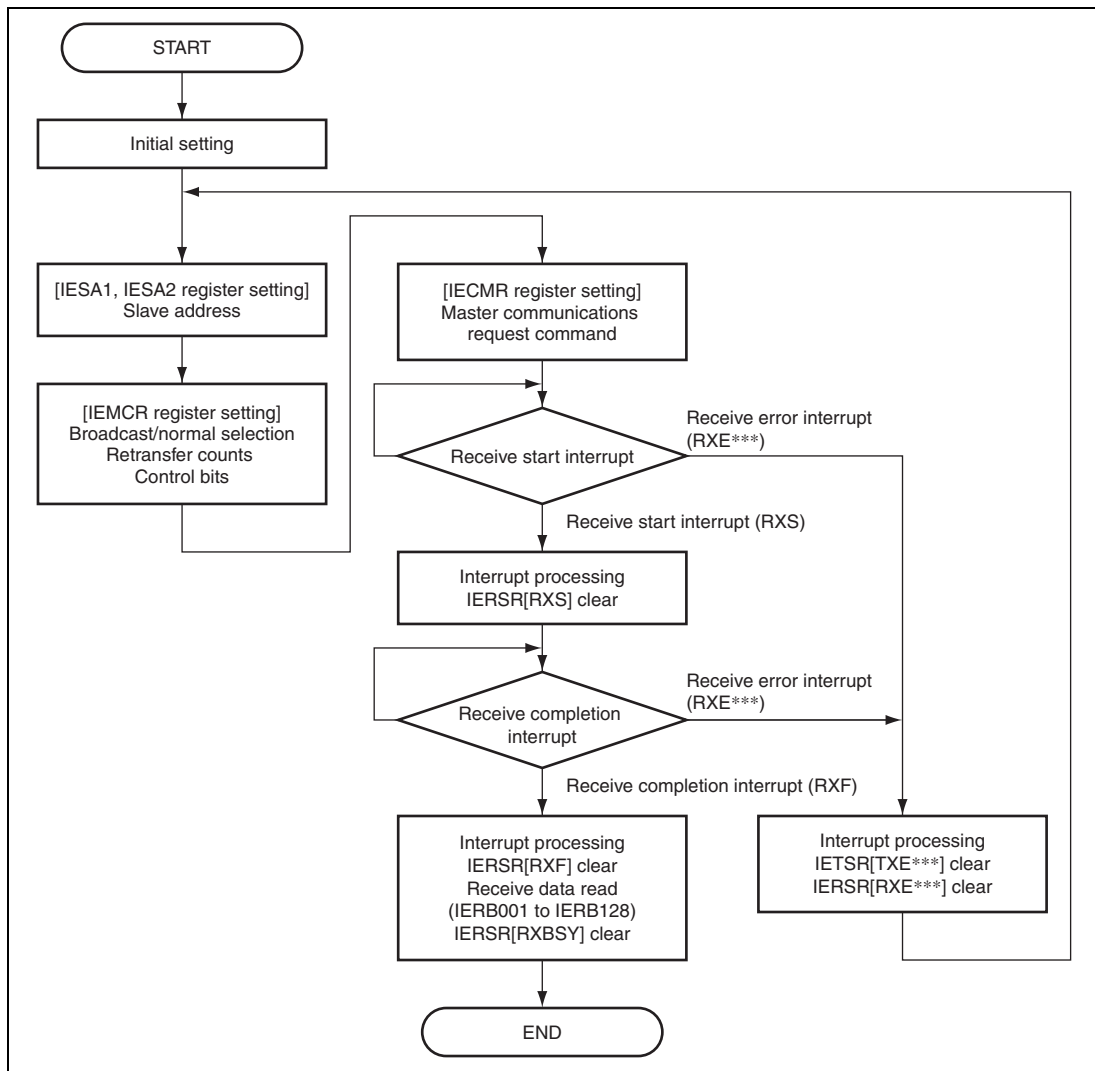 START
Initial setting
[IESA1, IESA2 register setting]
Slave address
[IEMCR register setting]
Broadcast/normal selection
Retransfer counts
Control bits
[IECMR register setting]
Master communications
request command
Receive start interrupt
Receive error interrupt
(RXE***)
Receive start interrupt (RXS)
Interrupt processing
IERSR[RXS] clear
Receive completion
interrupt
Receive error interrupt
(RXE***)
Receive completion interrupt (RXF)
Interrupt processing
IERSR[RXF] clear
Receive data read
(IERB001 to IERB128)
IERSR[RXBSY] clear
Interrupt processing
IETSR[TXE***] clear
IERSR[RXE***] clear
END